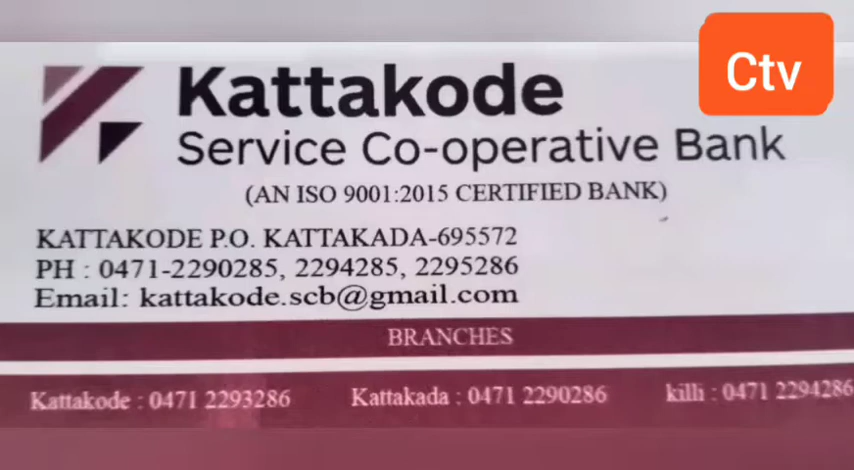 Ctv
Kattakode
Service Co-operative Bank
(AN ISO 9001:2015 CERTIFIED BANK)
KATTAKODE P.O. KATTAKADA-695572
PH : 0471-2290285, 2294285, 2295286
Email: kattakode.scb@gmail.com
BRANCHES
Kattakode : 0471 2293286 Kattakada : 0471 2290286 killi : 0471 2294286